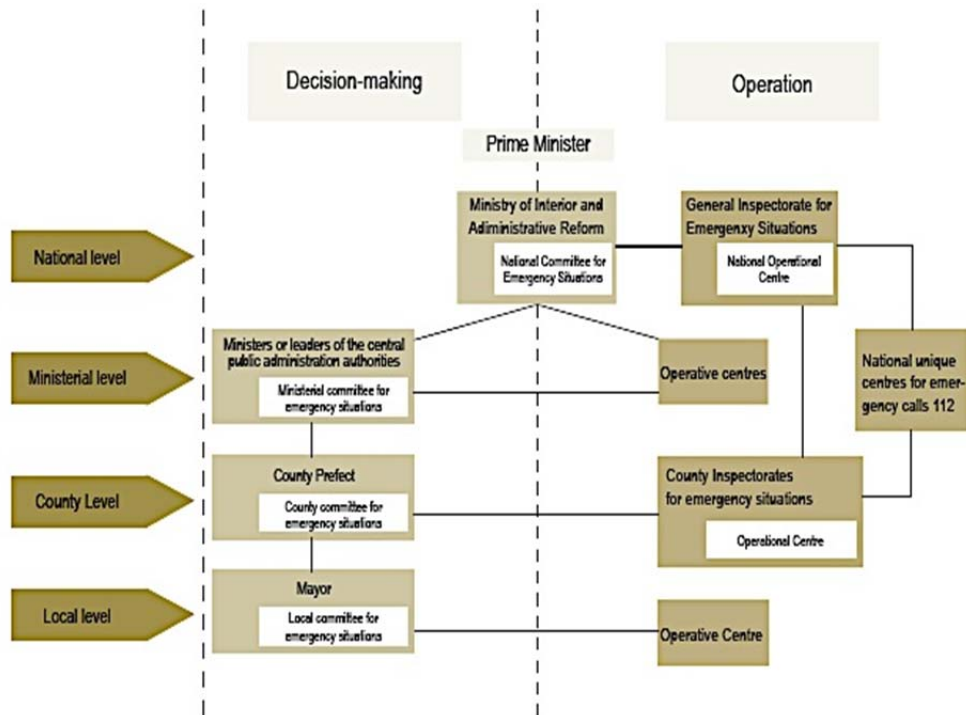 Decision-making
Operation
Prime Minister
National level
Ministry of Interior and
Adiministrative Reform
National Committee for
Emergency Situations
General Inspectorate for
Emergenxy Situations
National Operational
Centre
Ministerial level
Ministers or leaders of the central
public administration authorities
Ministerial committee for
emergency situations
Operative centres
National unique
centres for emer-
gency calls 112
County Level
County Prefect
County committee for
emergency situations
County Inspectorates
for emergency situations
Operational Centre
Local level
Mayor
Local committee for
emergency situations
Operative Centre